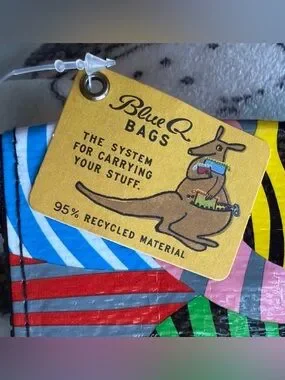 Blue Q
BAGS
THE SYSTEM
FOR CARRYING
YOUR STUFF.
95% RECYCLED MATERIAL